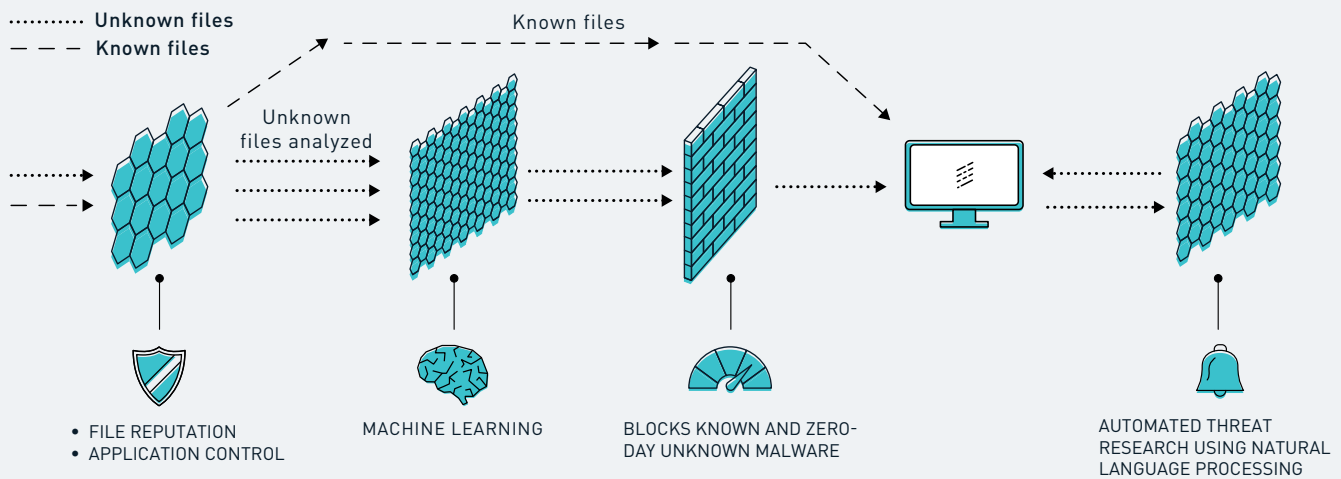 Unknown files
Known files
Known files
Unknown
files analyzed
• FILE REPUTATION
• APPLICATION CONTROL
MACHINE LEARNING
BLOCKS KNOWN AND ZERO-
DAY UNKNOWN MALWARE
AUTOMATED THREAT
RESEARCH USING NATURAL
LANGUAGE PROCESSING